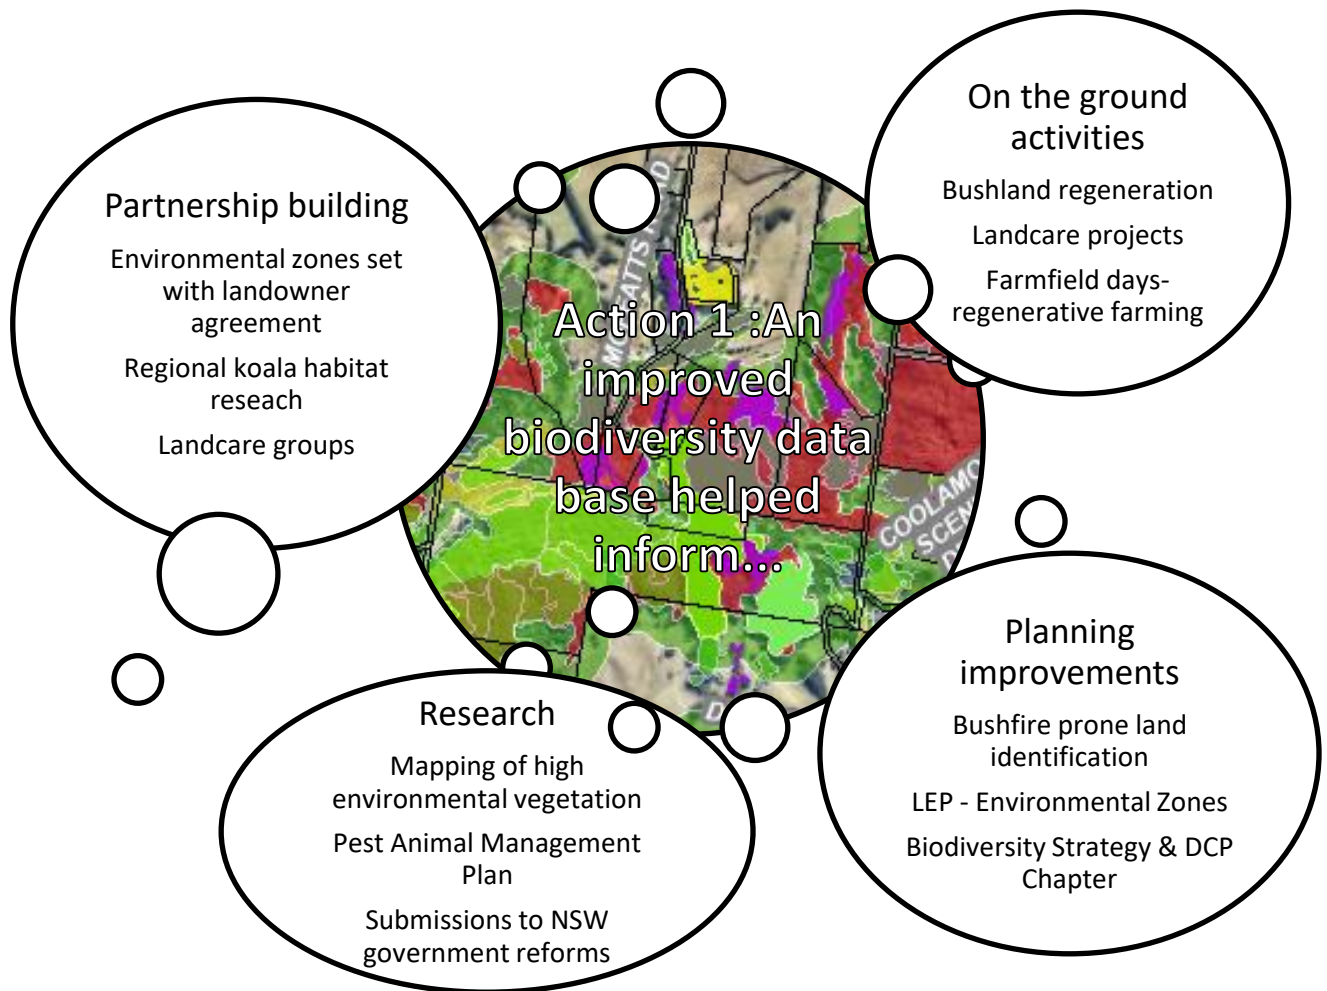 Partnership building
Environmental zones set
with landowner
agreement
Regional koala habitat
reseach
Landcare groups
On the ground
activities
Bushland regeneration
Landcare projects
Farmfield days-
regenerative farming
Action 1 :An
improved
biodiversity data
base helped
inform...
COOLAMO
SCEN
D
Research
Mapping of high
environmental vegetation
Pest Animal Management
Plan
Submissions to NSW
government reforms
Planning
improvements
Bushfire prone land
identification
LEP - Environmental Zones
Biodiversity Strategy & DCP
Chapter